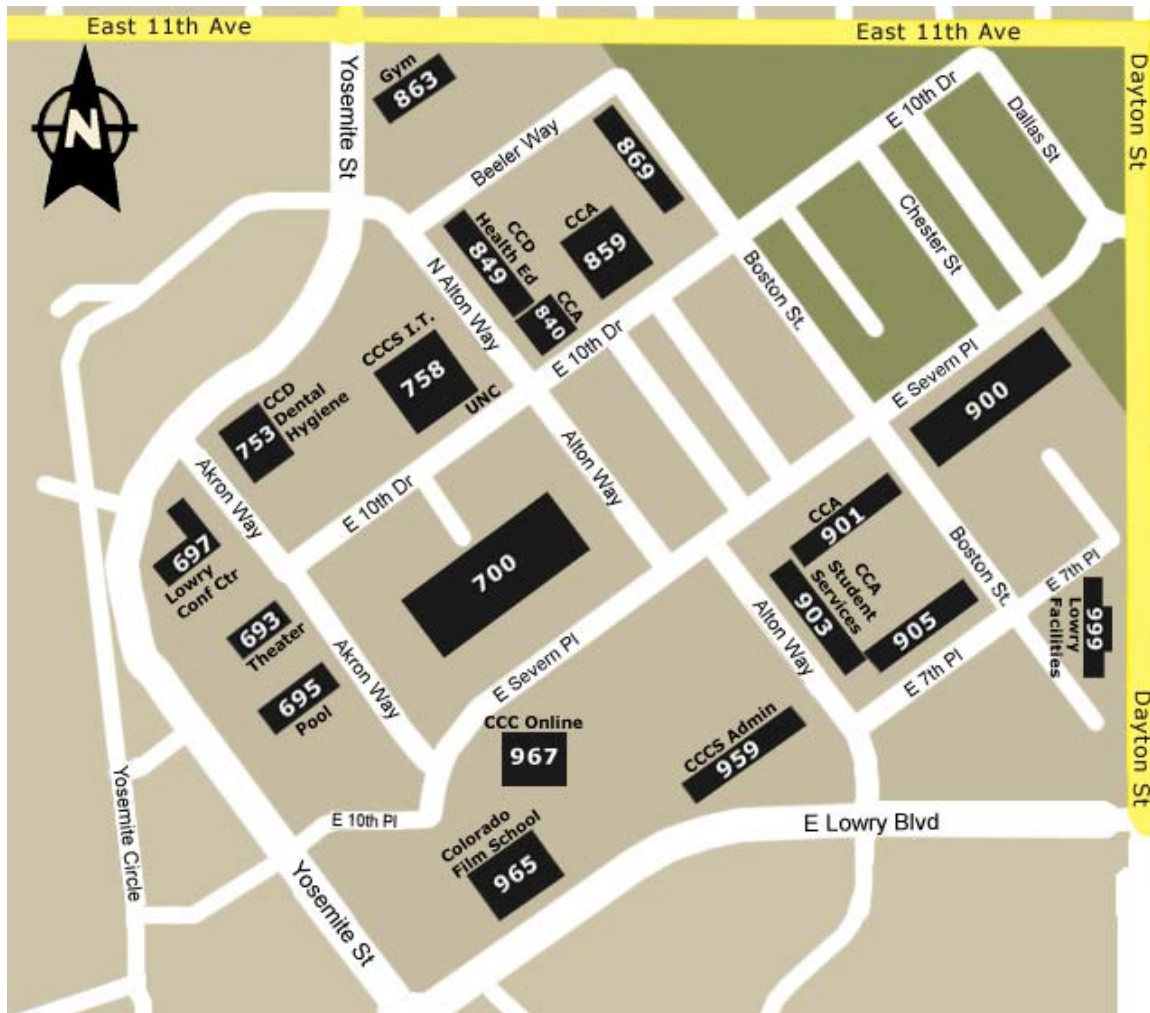 East 11th Ave
East 11th Ave
N
Yosemite St
Gym
863
Dayton St
Beeler Way
869
E 10th Dr
Dallas St
CCD
Health Ed
849
CCA
859
CCA
840
Chester St
N Alton Way
E 10th Dr
Boston St.
CCCS I.T.
758
UNC
CCD
Dental
Hygiene
753
E Severn Pl
900
Akron Way
E 10th Dr
Alton Way
700
CCA
901
CCA
Student
Services
903
905
Boston St.
E 7th Pl
999
Lowry
Facilities
697
Lowry
Conf Ctr
693
Theater
695
Pool
Akron Way
E Severn Pl
Alton Way
E 7th Pl
CCC Online
967
CCCS Admin
959
Dayton St
Yosemite Circle
E 10th Pl
Colorado
Film School
965
E Lowry Blvd
Yosemite St